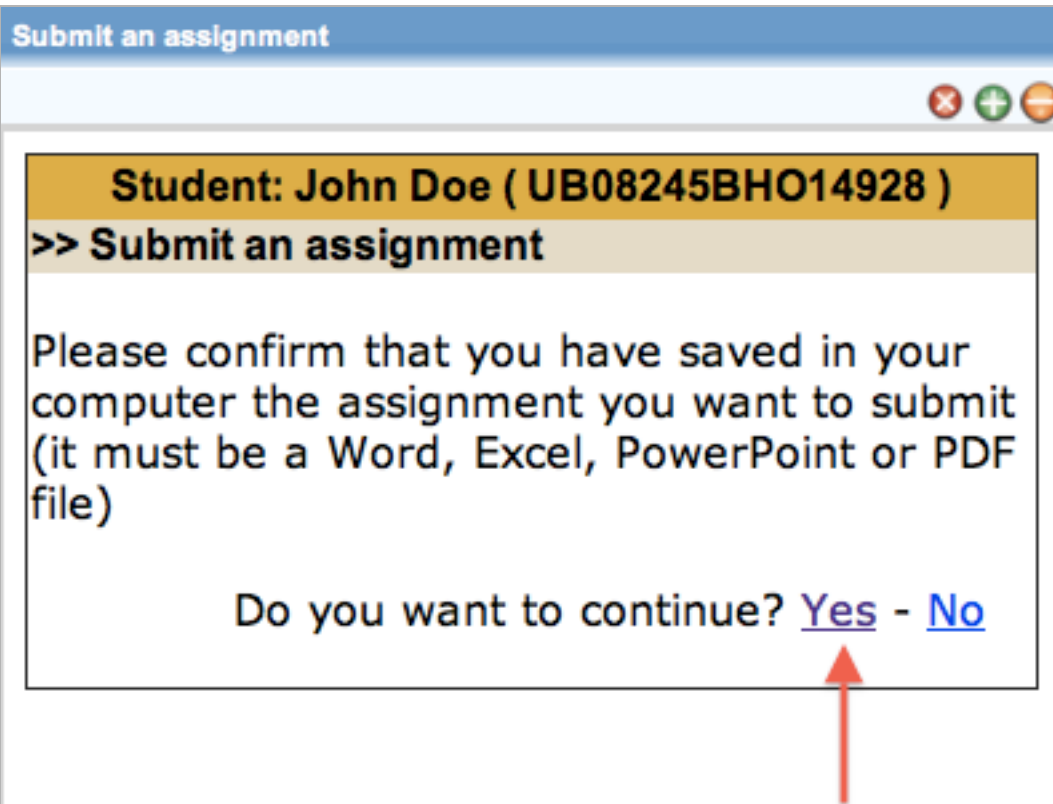 Submit an assignment
Student: John Doe ( UB08245BHO14928 )
>> Submit an assignment
Please confirm that you have saved in your
computer the assignment you want to submit
(it must be a Word, Excel, PowerPoint or PDF
file)
Do you want to continue? Yes - No